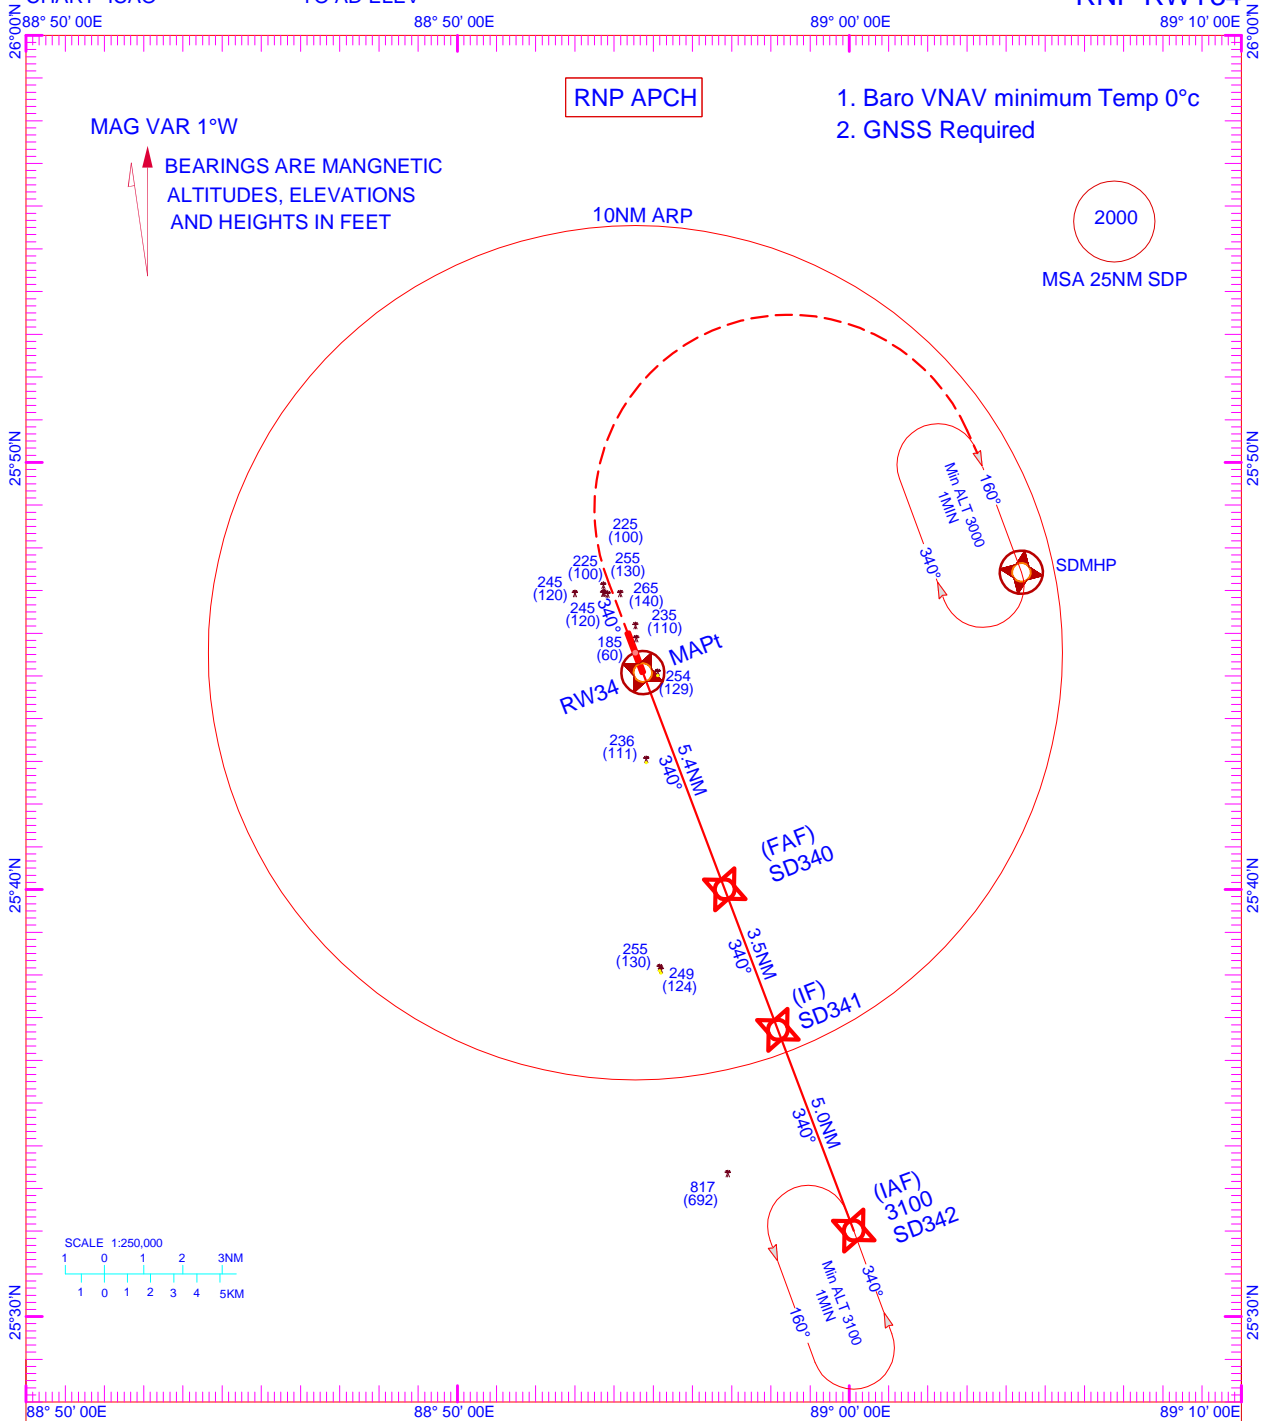 88° 50' 00E
88° 50' 00E
89° 00' 00E
89° 10' 00E
26°00'N
26°00'N
RNP APCH
1. Baro VNAV minimum Temp 0°c
2. GNSS Required
MAG VAR 1°W
BEARINGS ARE MANGNETIC
ALTITUDES, ELEVATIONS
AND HEIGHTS IN FEET
2000
MSA 25NM SDP
10NM ARP
25°50'N
25°50'N
160°
Min ALT 3000
1MIN
340°
SDMHP
225
(100)
225
(100)
255
(130)
245
(120)
245
(120)
265
(140)
340°
235
(110)
185
(60)
MAPt
RW34
254
(129)
236
(111)
5.4NM
340°
(FAF)
SD340
25°40'N
25°40'N
255
(130)
249
(124)
3.5NM
340°
(IF)
SD341
5.0NM
340°
817
(692)
(IAF)
3100
SD342
340°
Min ALT 3100
1MIN
160°
SCALE 1:250,000
1 0 1 2 3NM
1 0 1 2 3 4 5KM
25°30'N
25°30'N
88° 50' 00E
88° 50' 00E
89° 00' 00E
89° 10' 00E